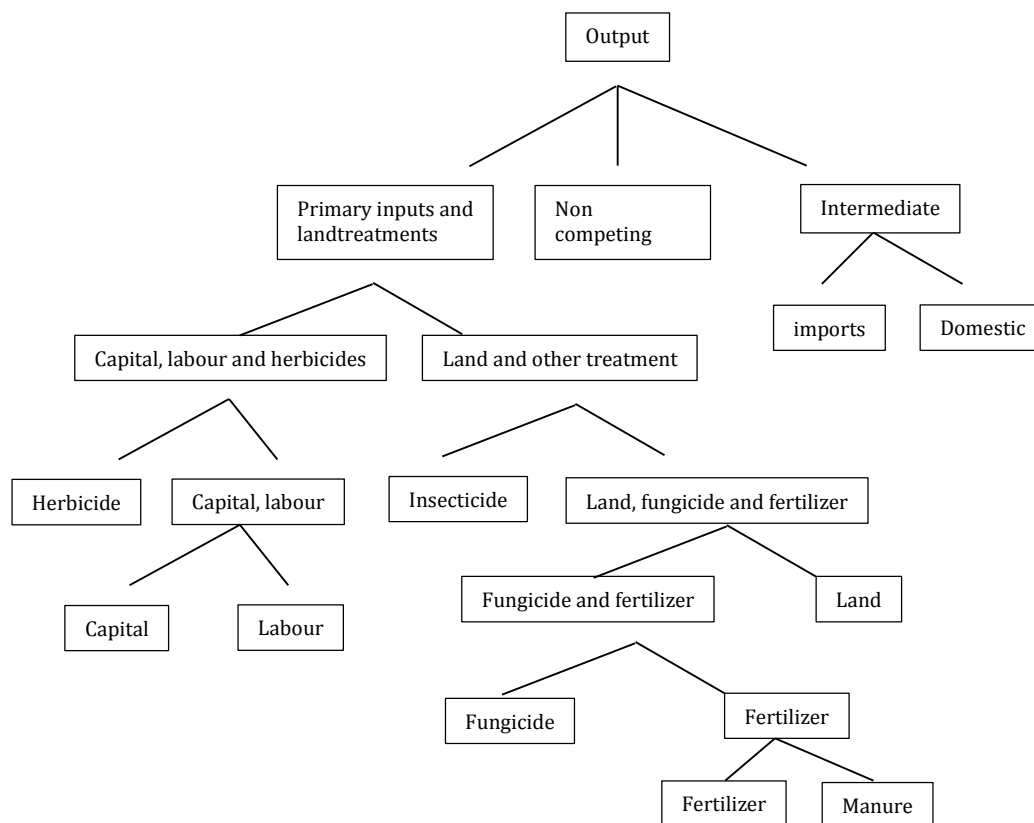 Output
Primary inputs and
landtreatments
Non
competing
Intermediate
imports
Domestic
Capital, labour and herbicides
Land and other treatment
Herbicide
Capital, labour
Insecticide
Land, fungicide and fertilizer
Capital
Labour
Fungicide and fertilizer
Land
Fungicide
Fertilizer
Fertilizer
Manure